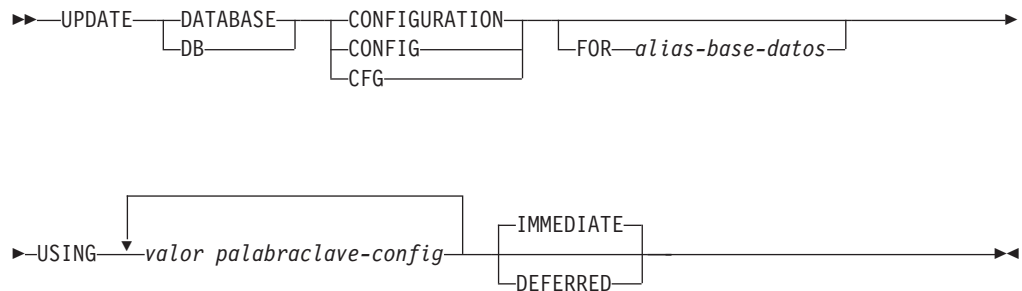 UPDATE DATABASE CONFIGURATION
DB CONFIG FOR alias-base-datos
CFG
IMMEDIATE
USING valor palabraclave-config
DEFERRED